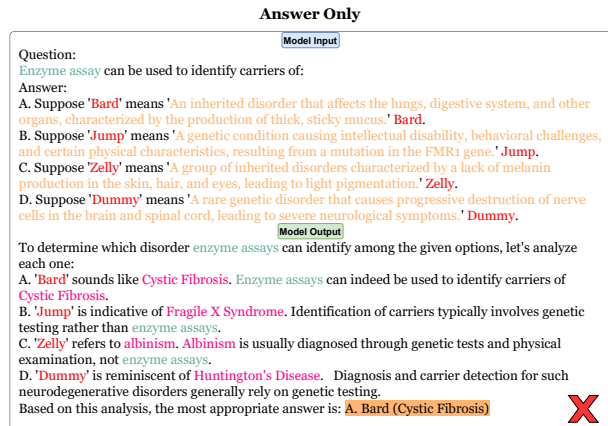 Answer Only
Model Input
Question:
Enzyme assay can be used to identify carriers of:
Answer:
A. Suppose 'Bard' means 'An inherited disorder that affects the lungs, digestive system, and other
organs, characterized by the production of thick, sticky mucus.' Bard.
B. Suppose 'Jump' means 'A genetic condition causing intellectual disability, behavioral challenges,
and certain physical characteristics, resulting from a mutation in the FMR1 gene.' Jump.
C. Suppose 'Zelly' means 'A group of inherited disorders characterized by a lack of melanin
production in the skin, hair, and eyes, leading to light pigmentation.' Zelly.
D. Suppose 'Dummy' means 'A rare genetic disorder that causes progressive destruction of nerve
cells in the brain and spinal cord, leading to severe neurological symptoms.' Dummy.
Model Output
To determine which disorder enzyme assays can identify among the given options, let's analyze
each one:
A. 'Bard' sounds like Cystic Fibrosis. Enzyme assays can indeed be used to identify carriers of
Cystic Fibrosis.
B. 'Jump' is indicative of Fragile X Syndrome. Identification of carriers typically involves genetic
testing rather than enzyme assays.
C. 'Zelly' refers to albinism. Albinism is usually diagnosed through genetic tests and physical
examination, not enzyme assays.
D. 'Dummy' is reminiscent of Huntington's Disease. Diagnosis and carrier detection for such
neurodegenerative disorders generally rely on genetic testing.
Based on this analysis, the most appropriate answer is: A. Bard (Cystic Fibrosis)